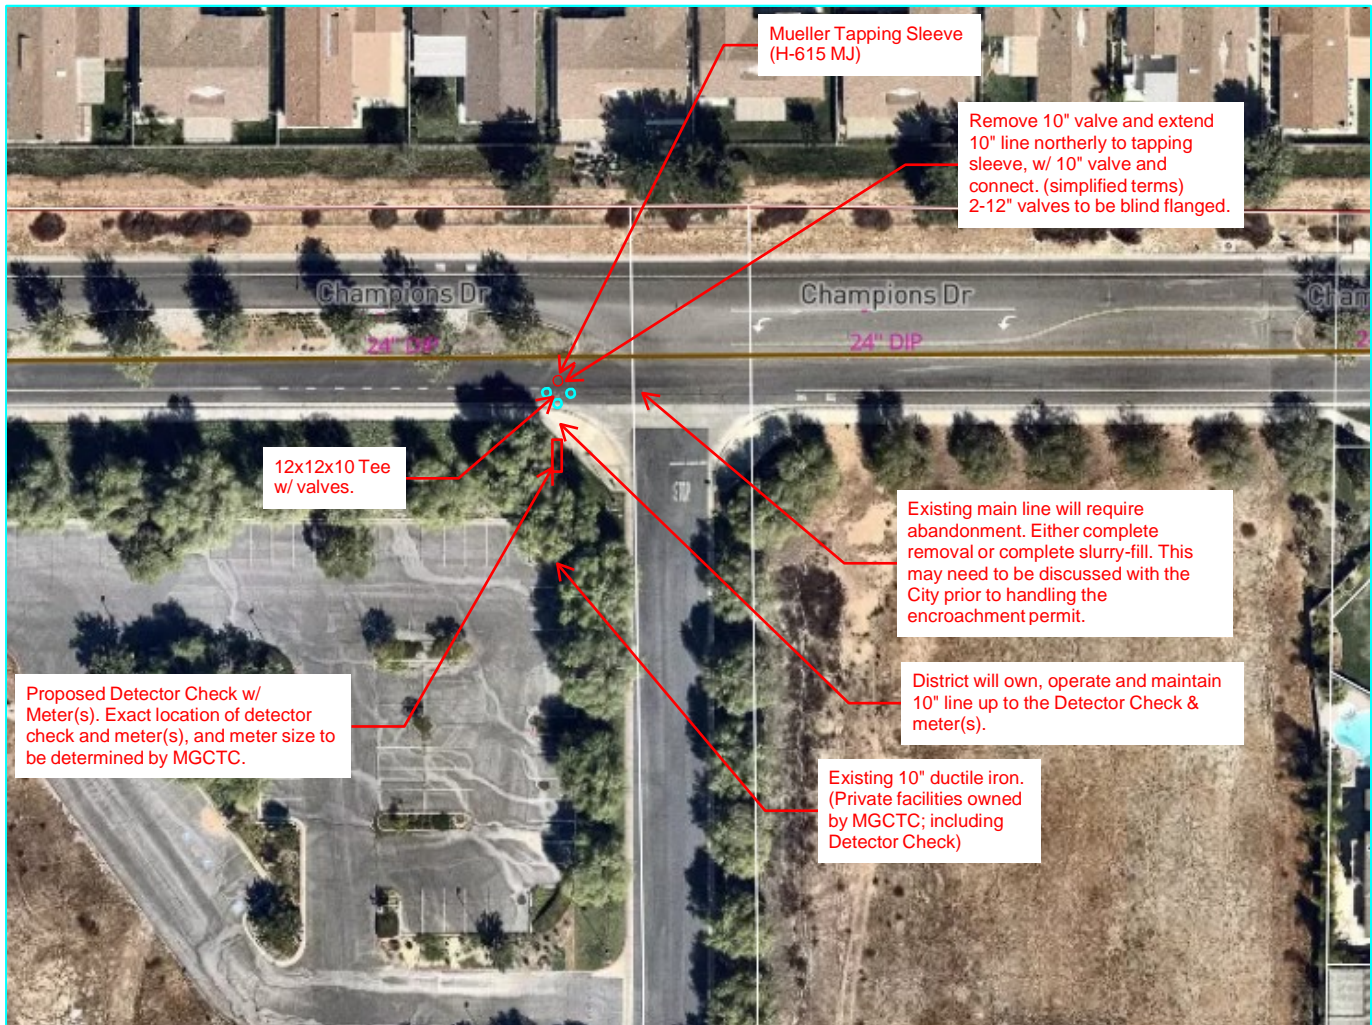 Mueller Tapping Sleeve
(H-615 MJ)
Remove 10" valve and extend
10" line northerly to tapping
sleeve, w/ 10" valve and
connect. (simplified terms)
2-12" valves to be blind flanged.
Champions Dr
Champions Dr
Cham
24" DIP
24" DIP
12x12x10 Tee
w/ valves.
STOP
Existing main line will require
abandonment. Either complete
removal or complete slurry-fill. This
may need to be discussed with the
City prior to handling the
encroachment permit.
Proposed Detector Check w/
Meter(s). Exact location of detector
check and meter(s), and meter size to
be determined by MGCTC.
District will own, operate and maintain
10" line up to the Detector Check &
meter(s).
Existing 10" ductile iron.
(Private facilities owned
by MGCTC; including
Detector Check)